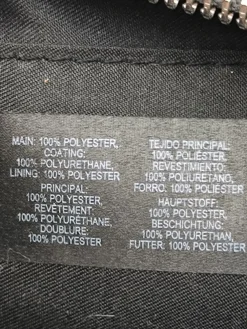 MAIN: 100% POLYESTER,
COATING:
100% POLYURETHANE,
LINING: 100% POLYESTER
PRINCIPAL:
100% POLYESTER,
REVÊTEMENT:
100% POLYURÉTHANE,
DOUBLURE:
100% POLYESTER
TEJIDO PRINCIPAL:
100% POLIÉSTER,
REVESTIMIENTO:
100% POLIURETANO,
FORRO: 100% POLIÉSTER
HAUPTSTOFF:
100% POLYESTER,
BESCHICHTUNG:
100% POLYURETHAN,
FUTTER: 100% POLYESTER